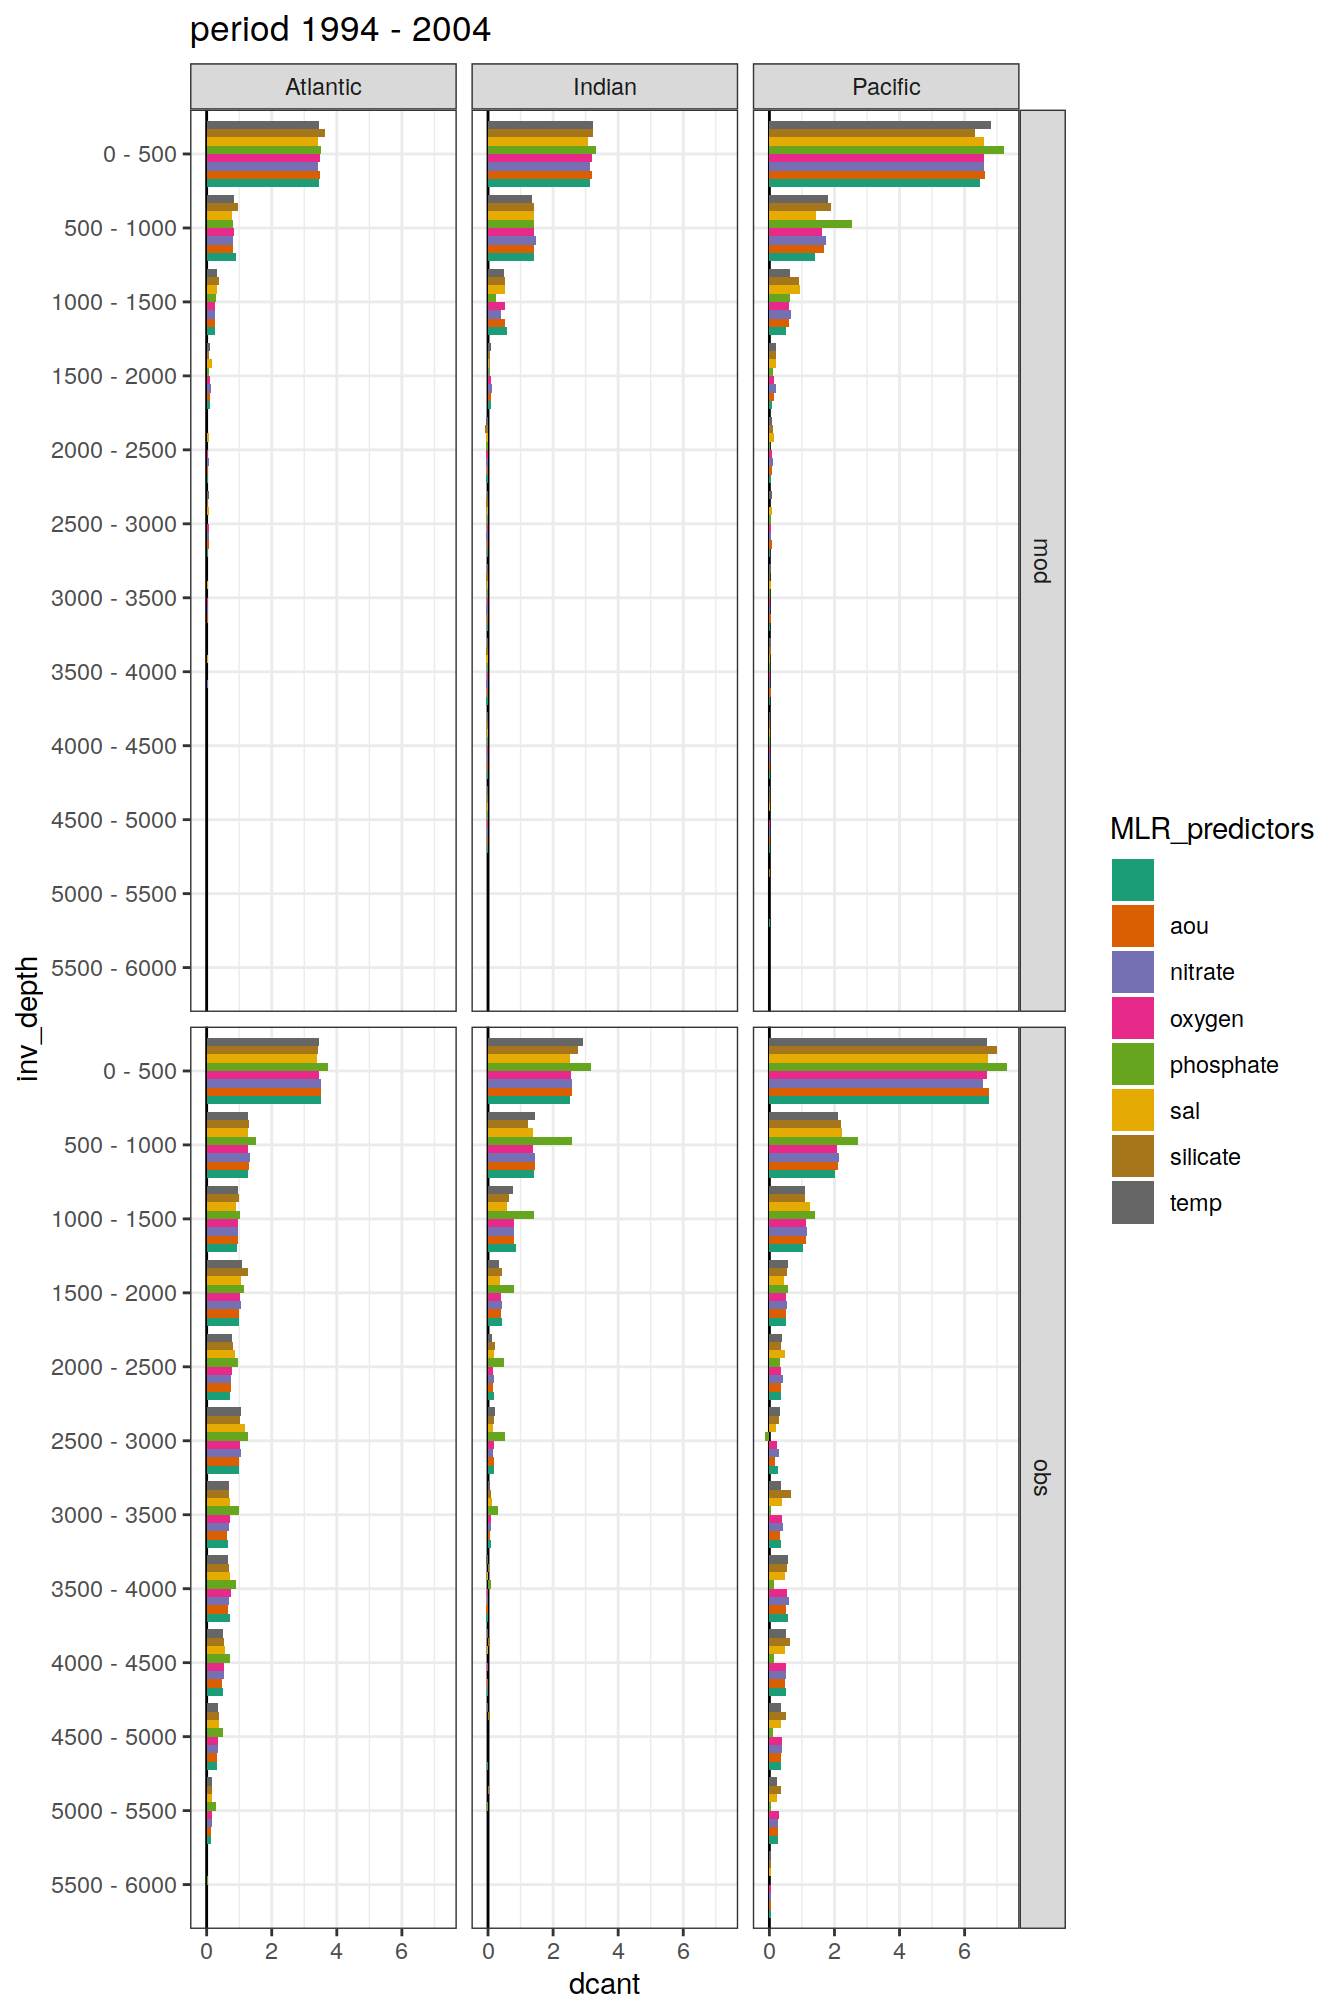 period 1994 - 2004
Atlantic
Indian
Pacific
0 - 500
500 - 1000
1000 - 1500
1500 - 2000
2000 - 2500
2500 - 3000
3000 - 3500
3500 - 4000
4000 - 4500
4500 - 5000
5000 - 5500
5500 - 6000
mod
inv_depth
0 - 500
500 - 1000
1000 - 1500
1500 - 2000
2000 - 2500
2500 - 3000
3000 - 3500
3500 - 4000
4000 - 4500
4500 - 5000
5000 - 5500
5500 - 6000
obs
0 2 4 6
0 2 4 6
0 2 4 6
dcant
MLR_predictors
aou
nitrate
oxygen
phosphate
sal
silicate
temp